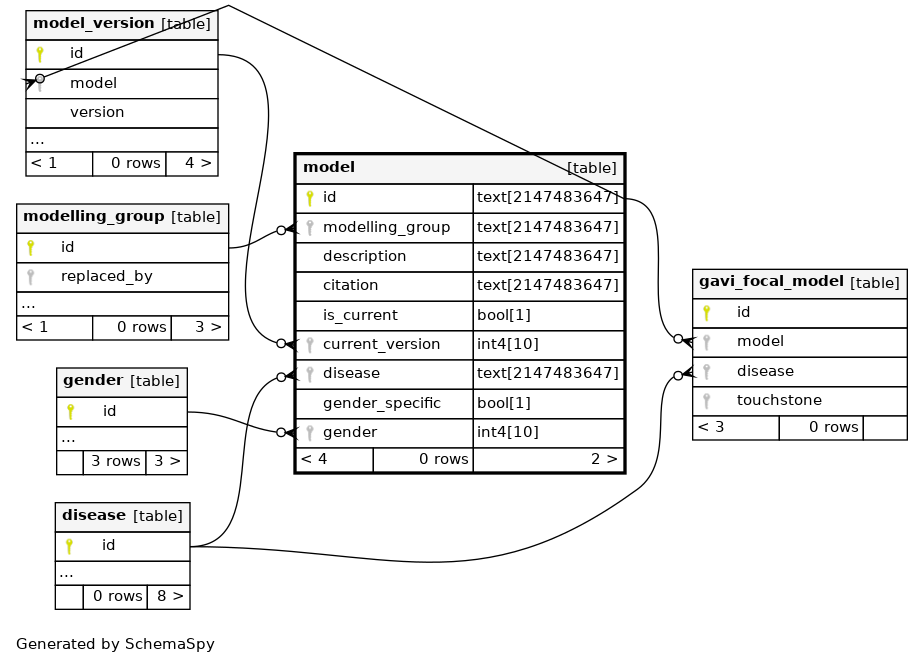 model_version [table]
id
model
version
...
< 1 0 rows 4 >
modelling_group [table]
id
replaced_by
...
< 1 0 rows 3 >
gender [table]
id
...
3 rows 3 >
disease [table]
id
...
0 rows 8 >
model [table]
id text[2147483647]
modelling_group text[2147483647]
description text[2147483647]
citation text[2147483647]
is_current bool[1]
current_version int4[10]
disease text[2147483647]
gender_specific bool[1]
gender int4[10]
< 4 0 rows 2 >
gavi_focal_model [table]
id
model
disease
touchstone
< 3 0 rows
Generated by SchemaSpy